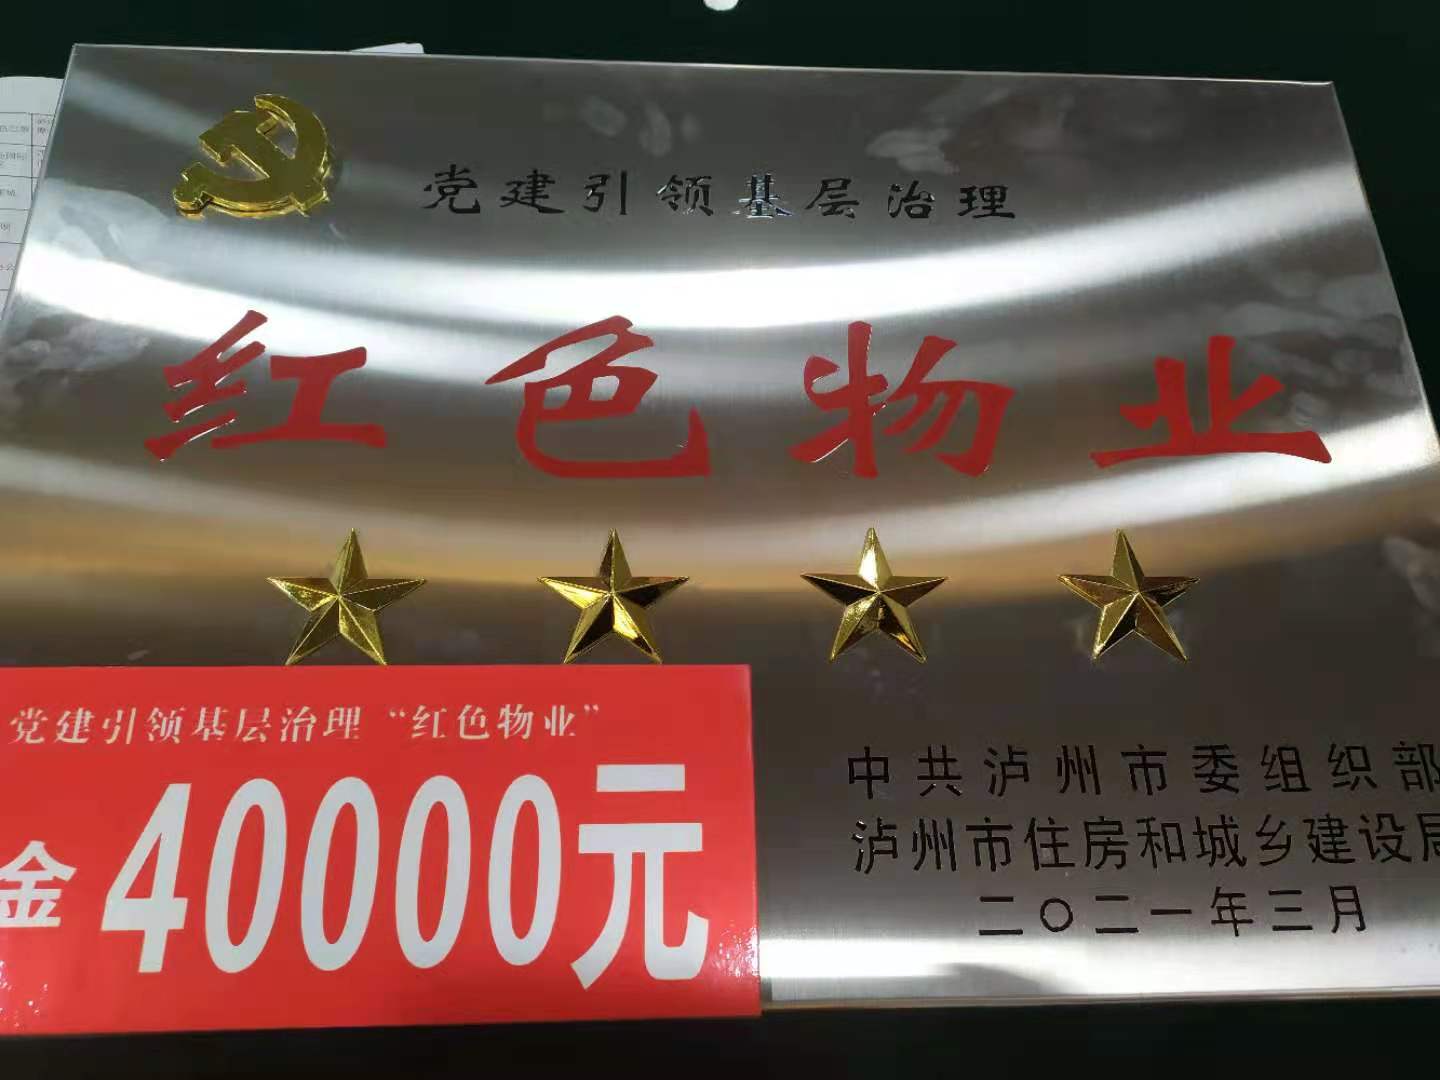 党建引领基层治理
红色物业
党建引领基层治理“红色物业”
金 40000元
中共泸州市委组织部
泸州市住房和城乡建设局
二〇二一年三月